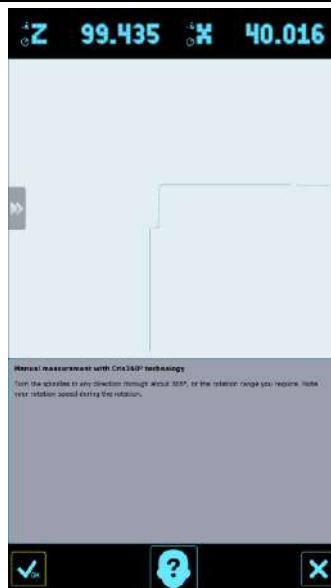 Z 99.435 X 40.016
Manual measurement with Cris360° technology
Turn the spindles in any direction through about 360°, or the rotation range you require. Note
your rotation speed during the rotation.
OK
?